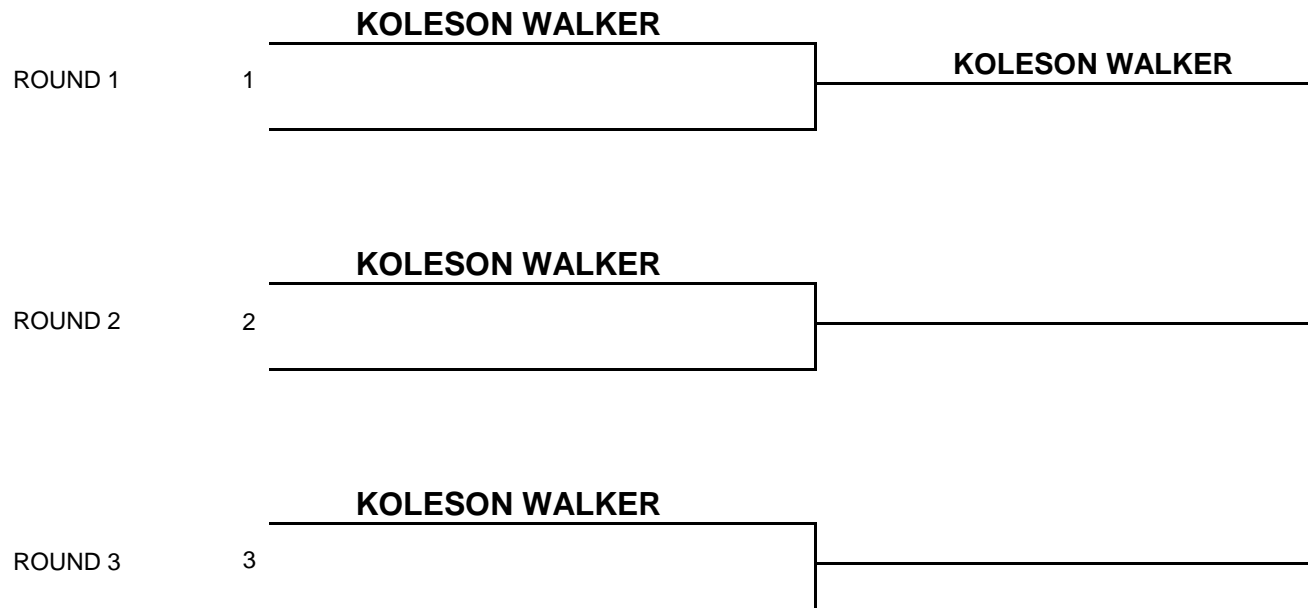 KOLESON WALKER
ROUND 1 1 KOLESON WALKER
KOLESON WALKER
ROUND 2 2
KOLESON WALKER
ROUND 3 3